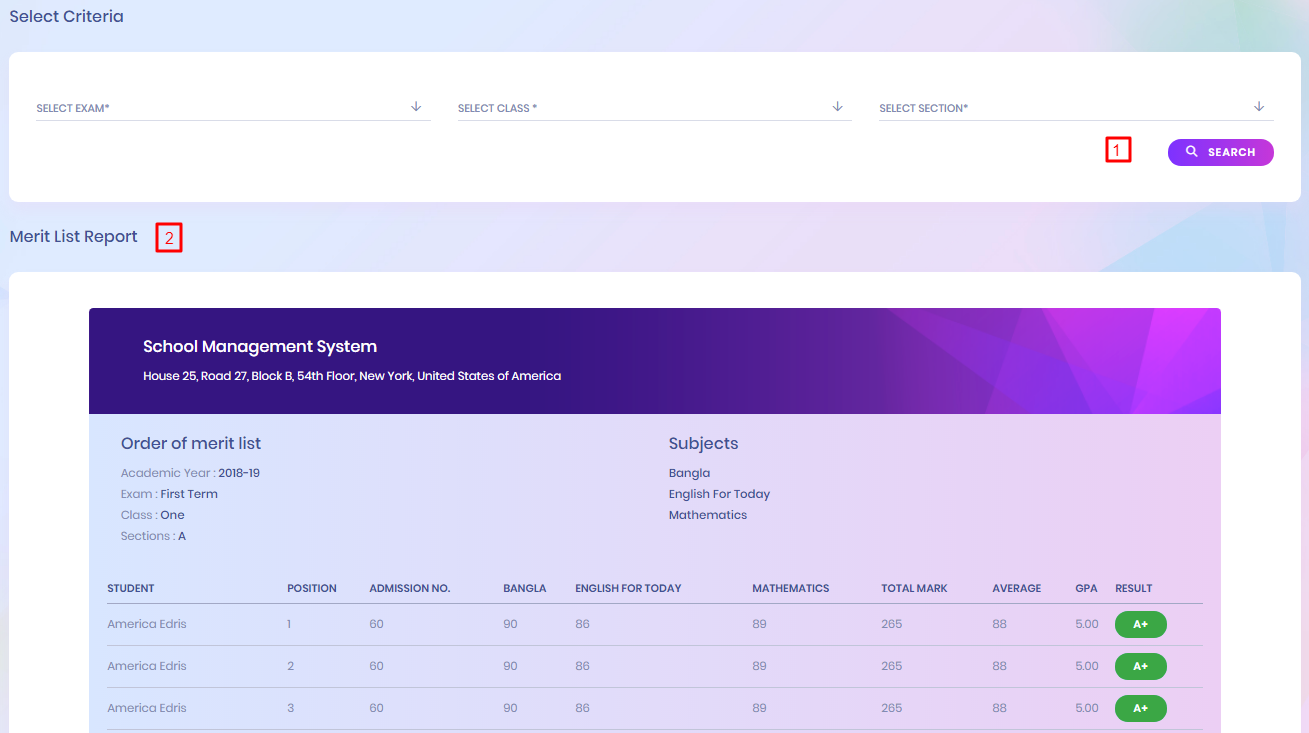 Select Criteria
SELECT EXAM* SELECT CLASS * SELECT SECTION*
1 SEARCH
Merit List Report 2
School Management System
House 25, Road 27, Block B, 54th Floor, New York, United States of America
Order of merit list
Academic Year : 2018-19
Exam : First Term
Class : One
Sections : A
Subjects
Bangla
English For Today
Mathematics
STUDENT POSITION ADMISSION NO. BANGLA ENGLISH FOR TODAY MATHEMATICS TOTAL MARK AVERAGE GPA RESULT
America Edris 1 60 90 86 89 265 88 5.00 A+
America Edris 2 60 90 86 89 265 88 5.00 A+
America Edris 3 60 90 86 89 265 88 5.00 A+